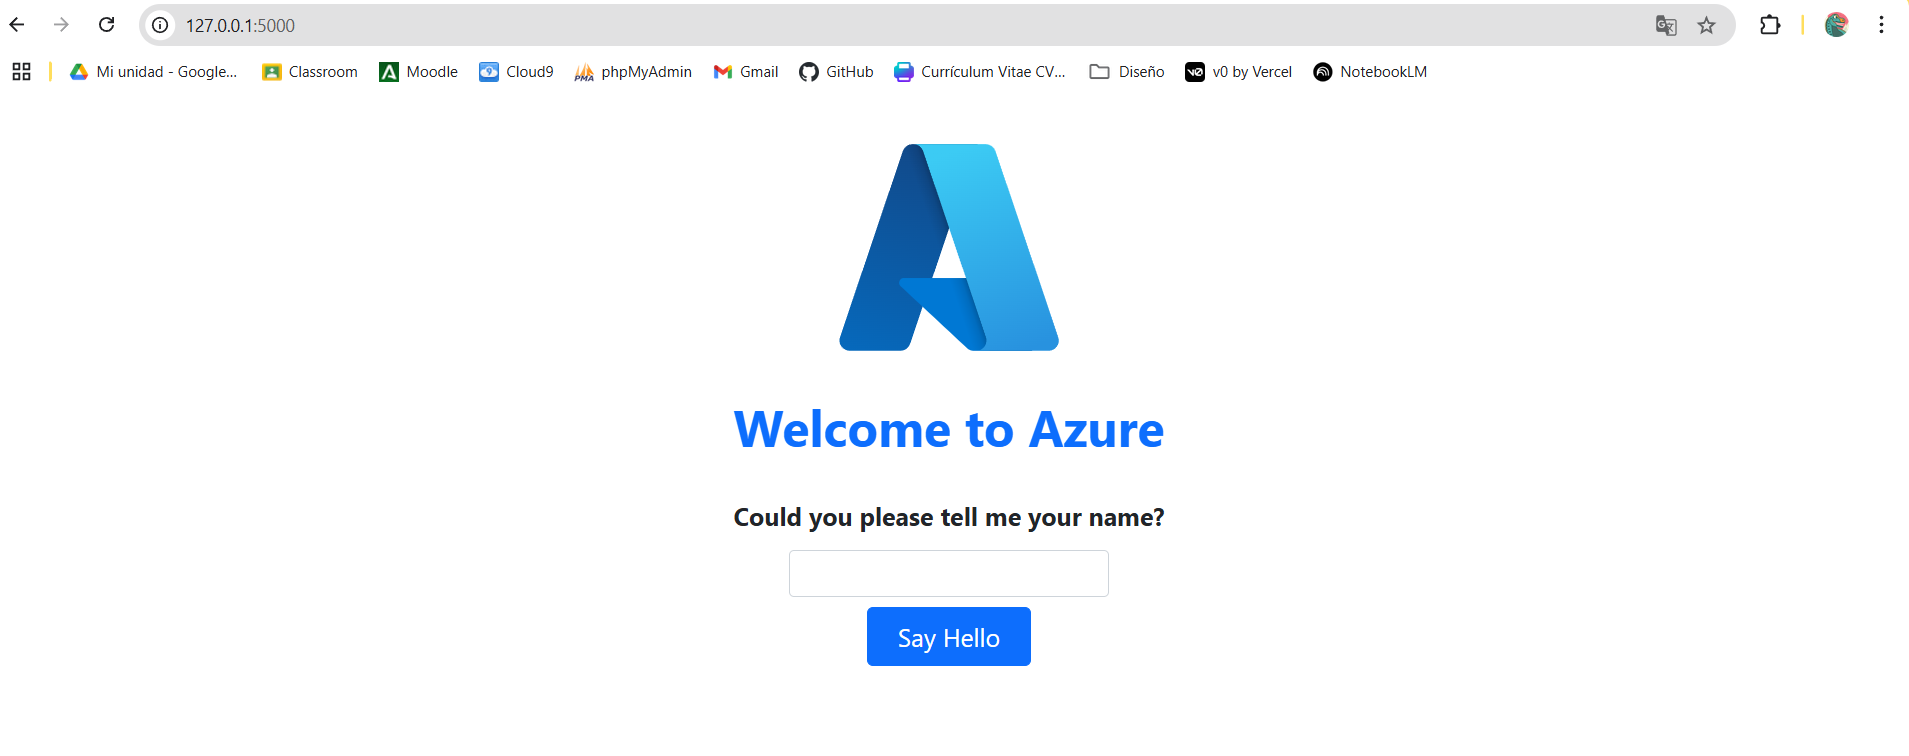 127.0.0.1:5000
Mi unidad - Google... Classroom Moodle Cloud9 phpMyAdmin Gmail GitHub Currículum Vitae CV... Diseño v0 by Vercel NotebookLM
Welcome to Azure
Could you please tell me your name?
Say Hello